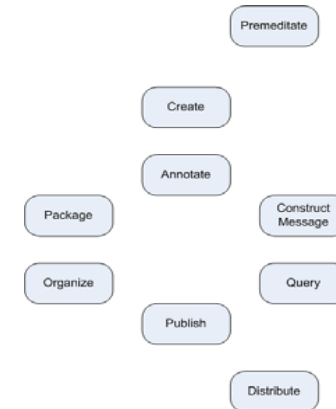 Premeditate
Create
Annotate
Package
Construct
Message
Organize
Query
Publish
Distribute